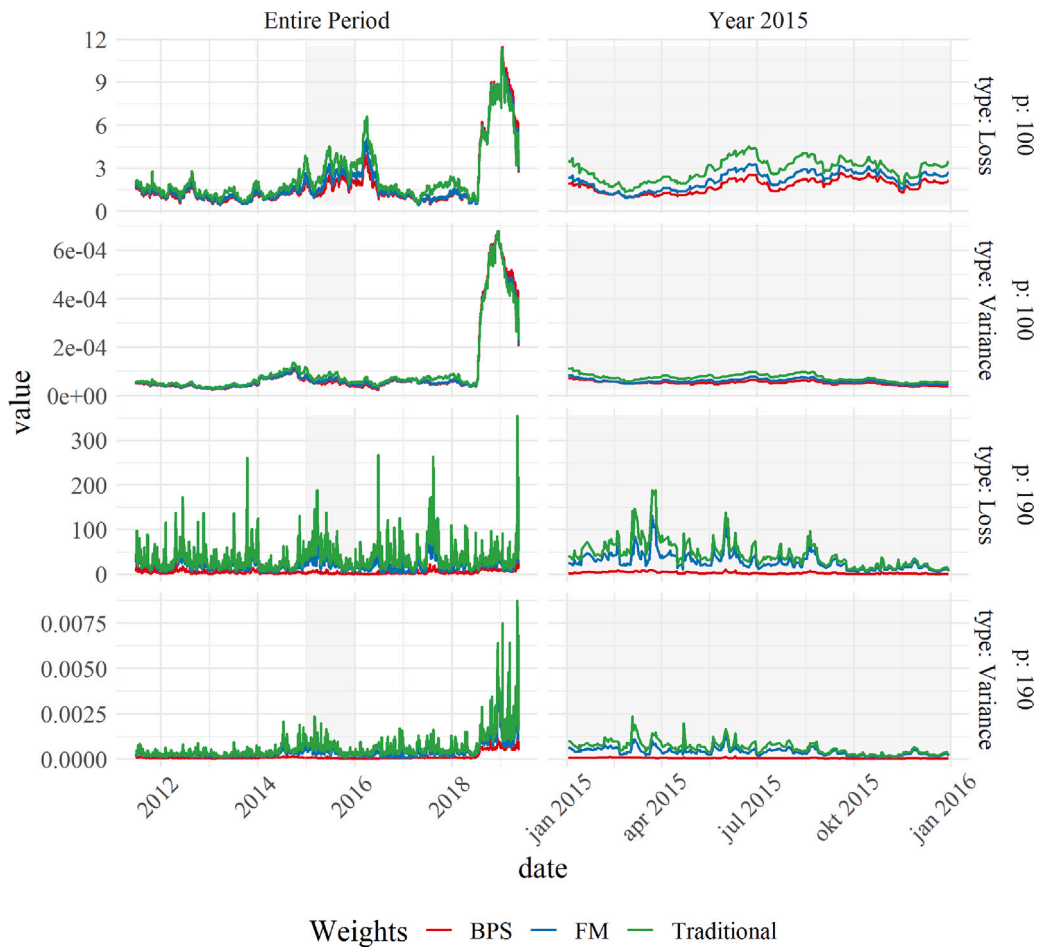 Entire Period
Year 2015
12
9
6
3
0
p: 100
type: Loss
6e-04
4e-04
2e-04
0e+00
p: 100
type: Variance
300
200
100
0
p: 190
type: Loss
0.0075
0.0050
0.0025
0.0000
p: 190
type: Variance
value
2012
2014
2016
2018
jan 2015
apr 2015
jul 2015
okt 2015
jan 2016
date
Weights BPS FM Traditional